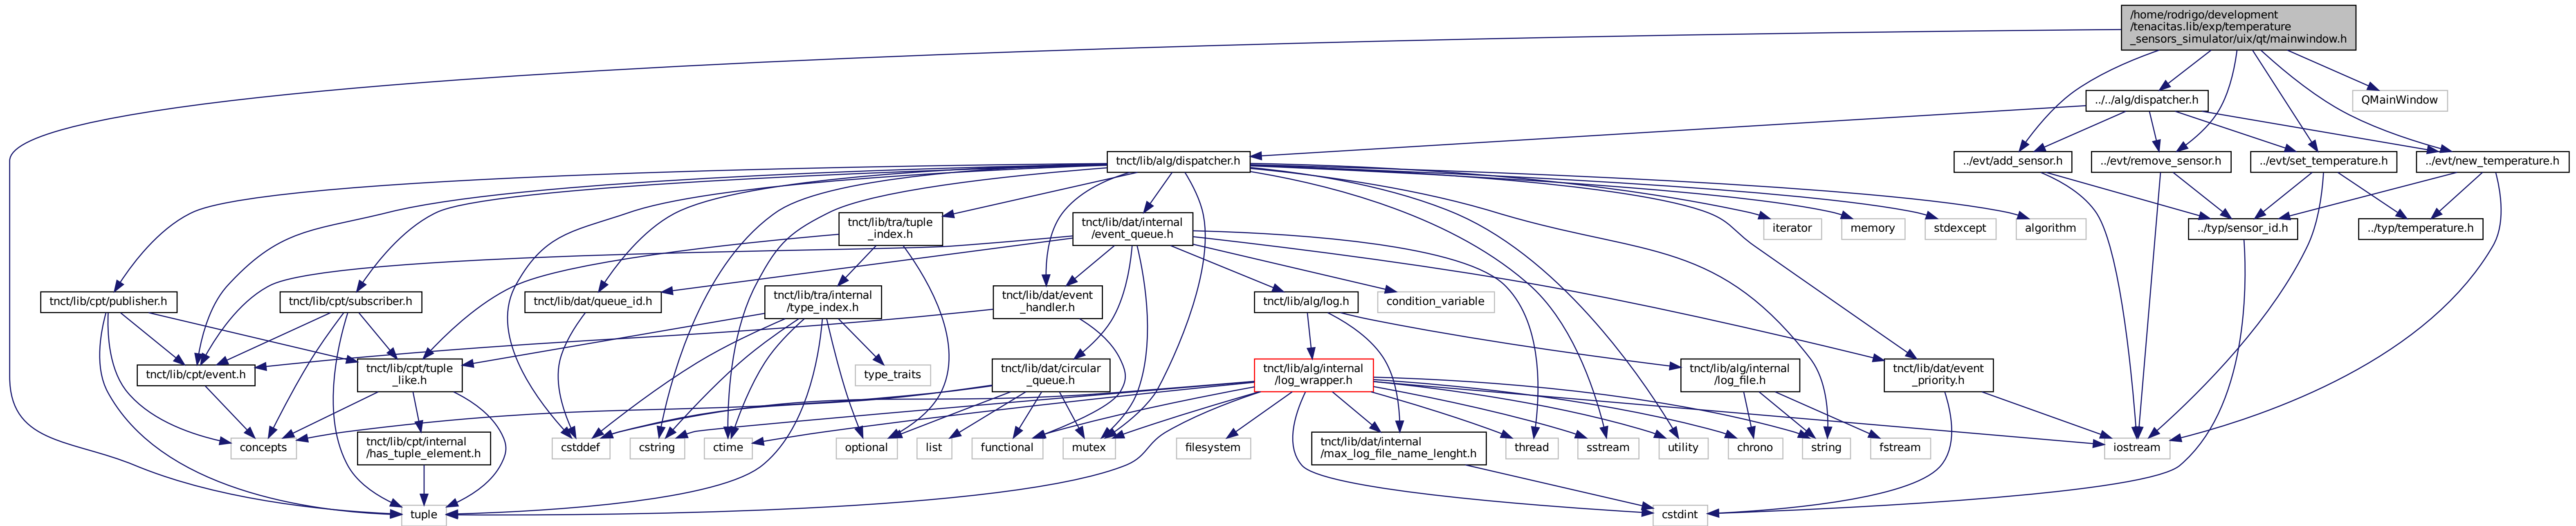 /home/rodrigo/development
/tenacitas.lib/exp/temperature
_sensors_simulator/uix/qt/mainwindow.h
../../alg/dispatcher.h
QMainWindow
tnct/lib/alg/dispatcher.h
../evt/add_sensor.h
../evt/remove_sensor.h
../evt/set_temperature.h
../evt/new_temperature.h
tnct/lib/tra/tuple
_index.h
tnct/lib/dat/internal
/event_queue.h
iterator
memory
stdexcept
algorithm
../typ/sensor_id.h
../typ/temperature.h
tnct/lib/cpt/publisher.h
tnct/lib/cpt/subscriber.h
tnct/lib/dat/queue_id.h
tnct/lib/tra/internal
/type_index.h
tnct/lib/dat/event
_handler.h
tnct/lib/alg/log.h
condition_variable
tnct/lib/cpt/event.h
tnct/lib/cpt/tuple
_like.h
type_traits
tnct/lib/dat/circular
_queue.h
tnct/lib/alg/internal
/log_wrapper.h
tnct/lib/alg/internal
/log_file.h
tnct/lib/dat/event
_priority.h
concepts
tnct/lib/cpt/internal
/has_tuple_element.h
cstddef
cstring
ctime
optional
list
functional
mutex
filesystem
tnct/lib/dat/internal
/max_log_file_name_lenght.h
thread
sstream
utility
chrono
string
fstream
iostream
tuple
cstdint